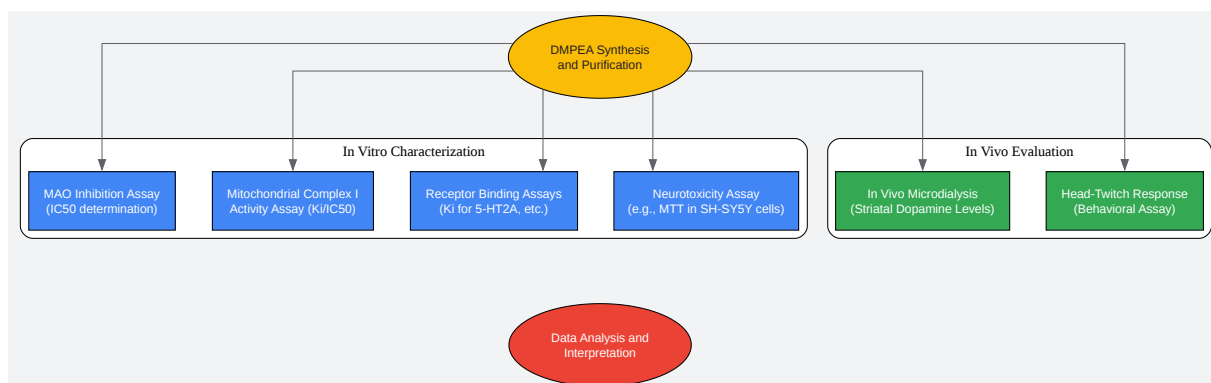 DMPEA Synthesis
and Purification
In Vitro Characterization
MAO Inhibition Assay
(IC50 determination)
Mitochondrial Complex I
Activity Assay (Ki/IC50)
Receptor Binding Assays
(Ki for 5-HT2A, etc.)
Neurotoxicity Assay
(e.g., MTT in SH-SY5Y cells)
In Vivo Evaluation
In Vivo Microdialysis
(Striatal Dopamine Levels)
Head-Twitch Response
(Behavioral Assay)
Data Analysis and
Interpretation